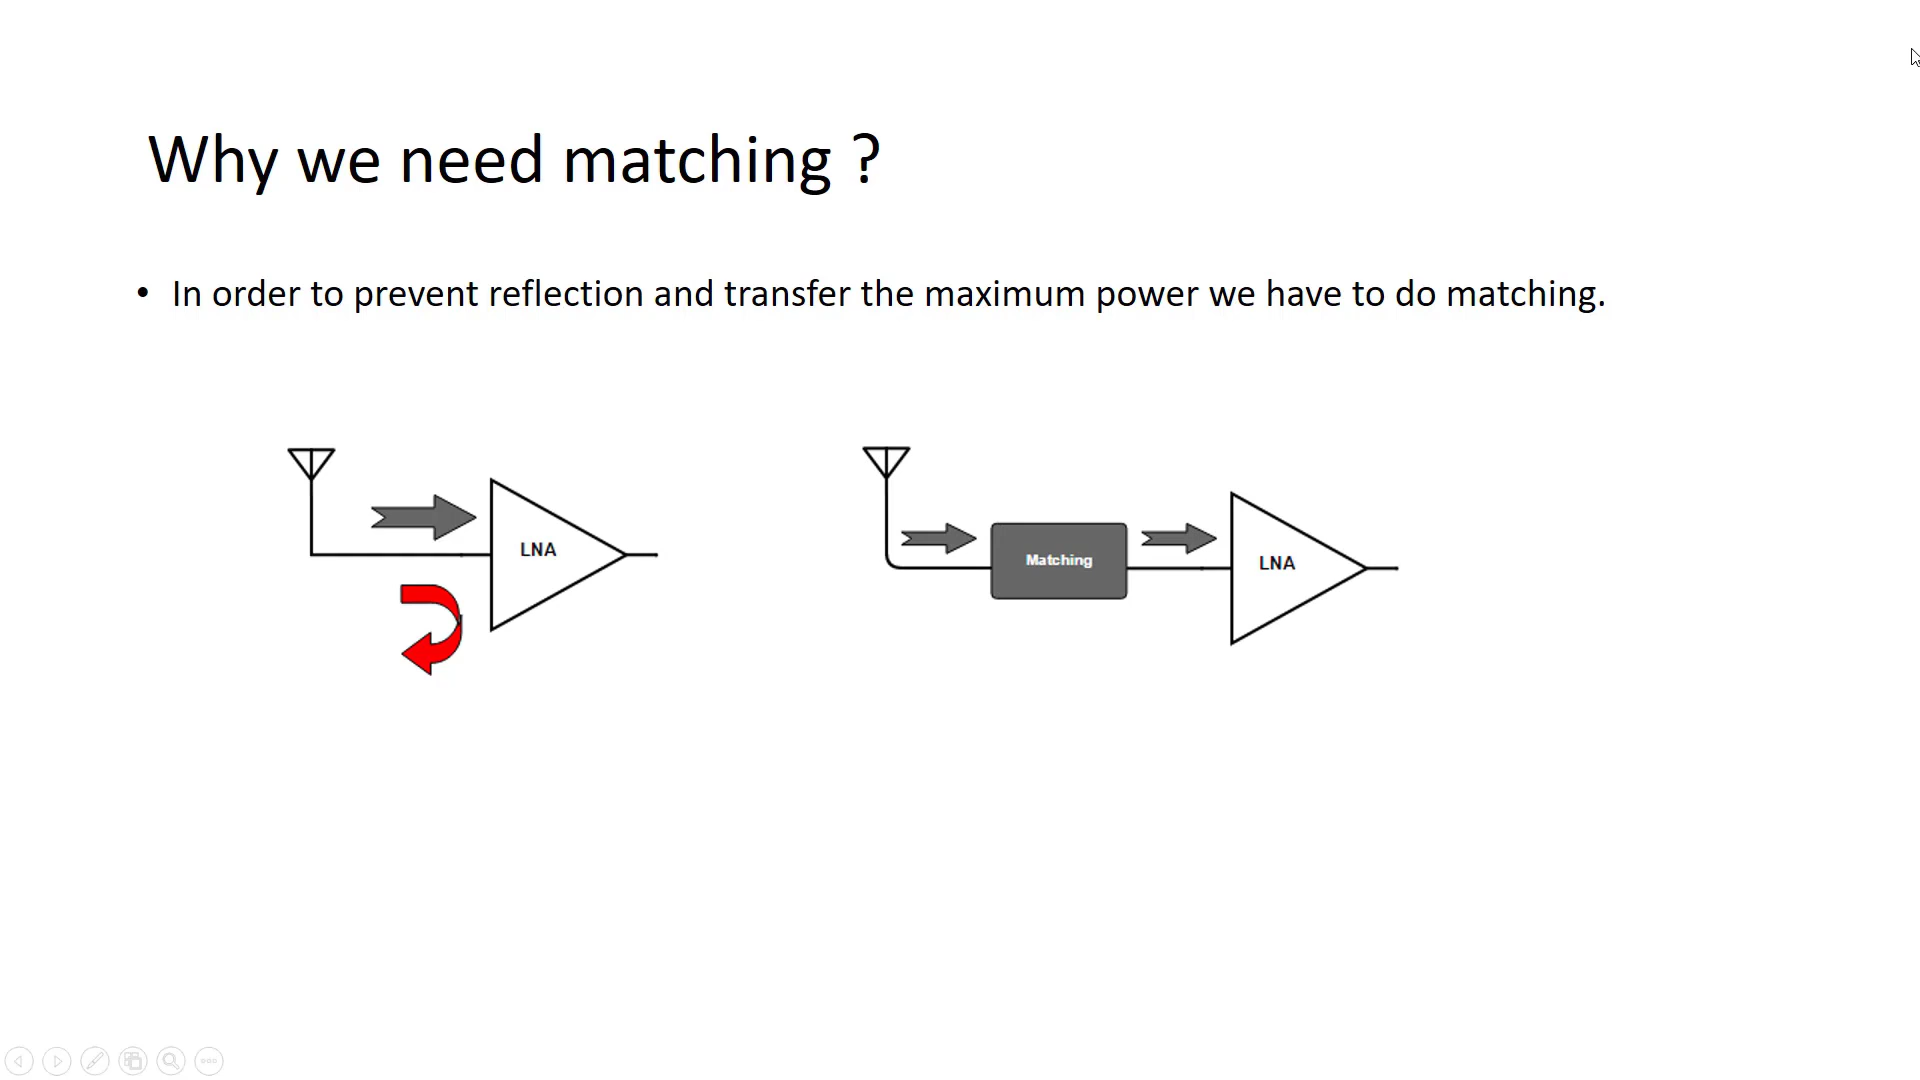 Why we need matching ?
• In order to prevent reflection and transfer the maximum power we have to do matching.
LNA
Matching
LNA